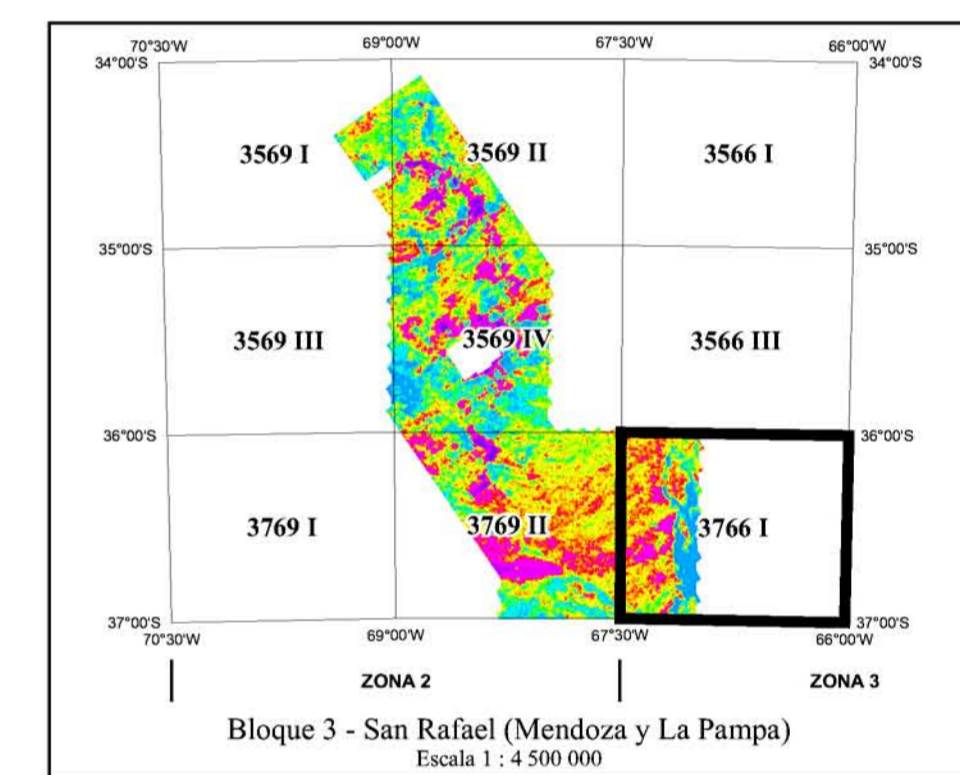 70°30'W 69°00'W 67°30'W 66°00'W
34°00'S 34°00'S
3569 I 3569 II 3566 I
35°00'S 35°00'S
3569 III 3569 IV 3566 III
36°00'S 36°00'S
3769 I 3769 II 3766 I
37°00'S 37°00'S
70°30'W 69°00'W 67°30'W 66°00'W
ZONA 2 ZONA 3
Bloque 3 - San Rafael (Mendoza y La Pampa)
Escala 1 : 4 500 000